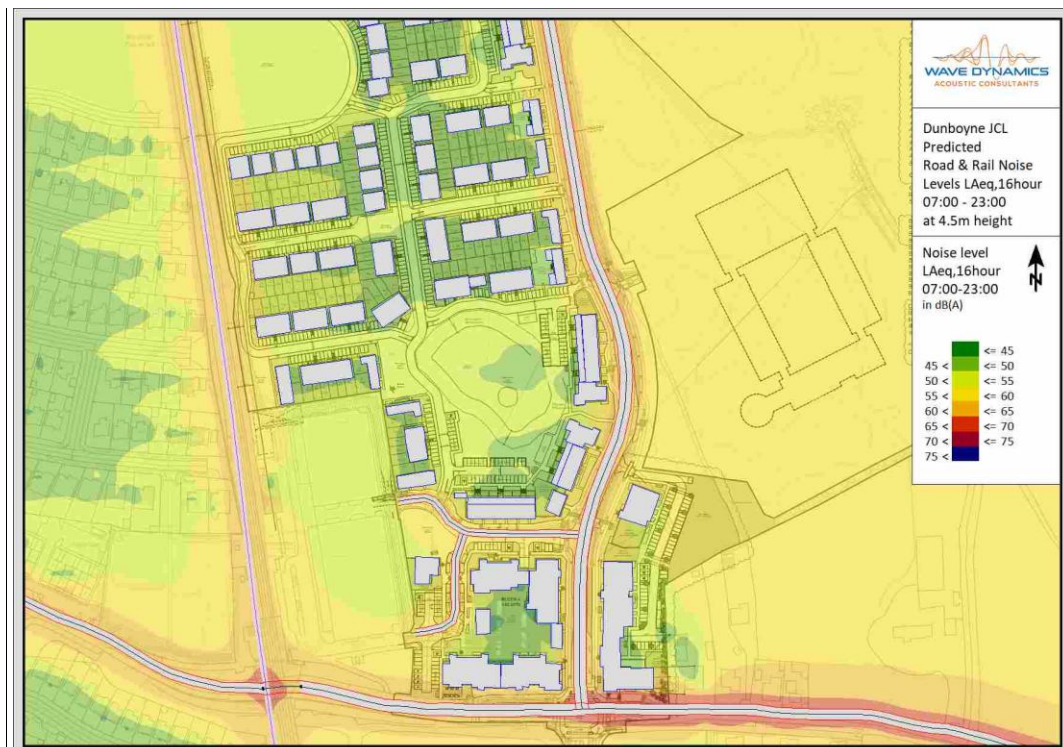 WAVE DYNAMICS
ACOUSTIC CONSULTANTS
Dunboyne JCL
Predicted
Road & Rail Noise
Levels LAeq,16hour
07:00 - 23:00
at 4.5m height
Noise level
LAeq,16hour
07:00-23:00
in dB(A)
N
<= 45
45 < <= 50
50 < <= 55
55 < <= 60
60 < <= 65
65 < <= 70
70 < <= 75
75 <